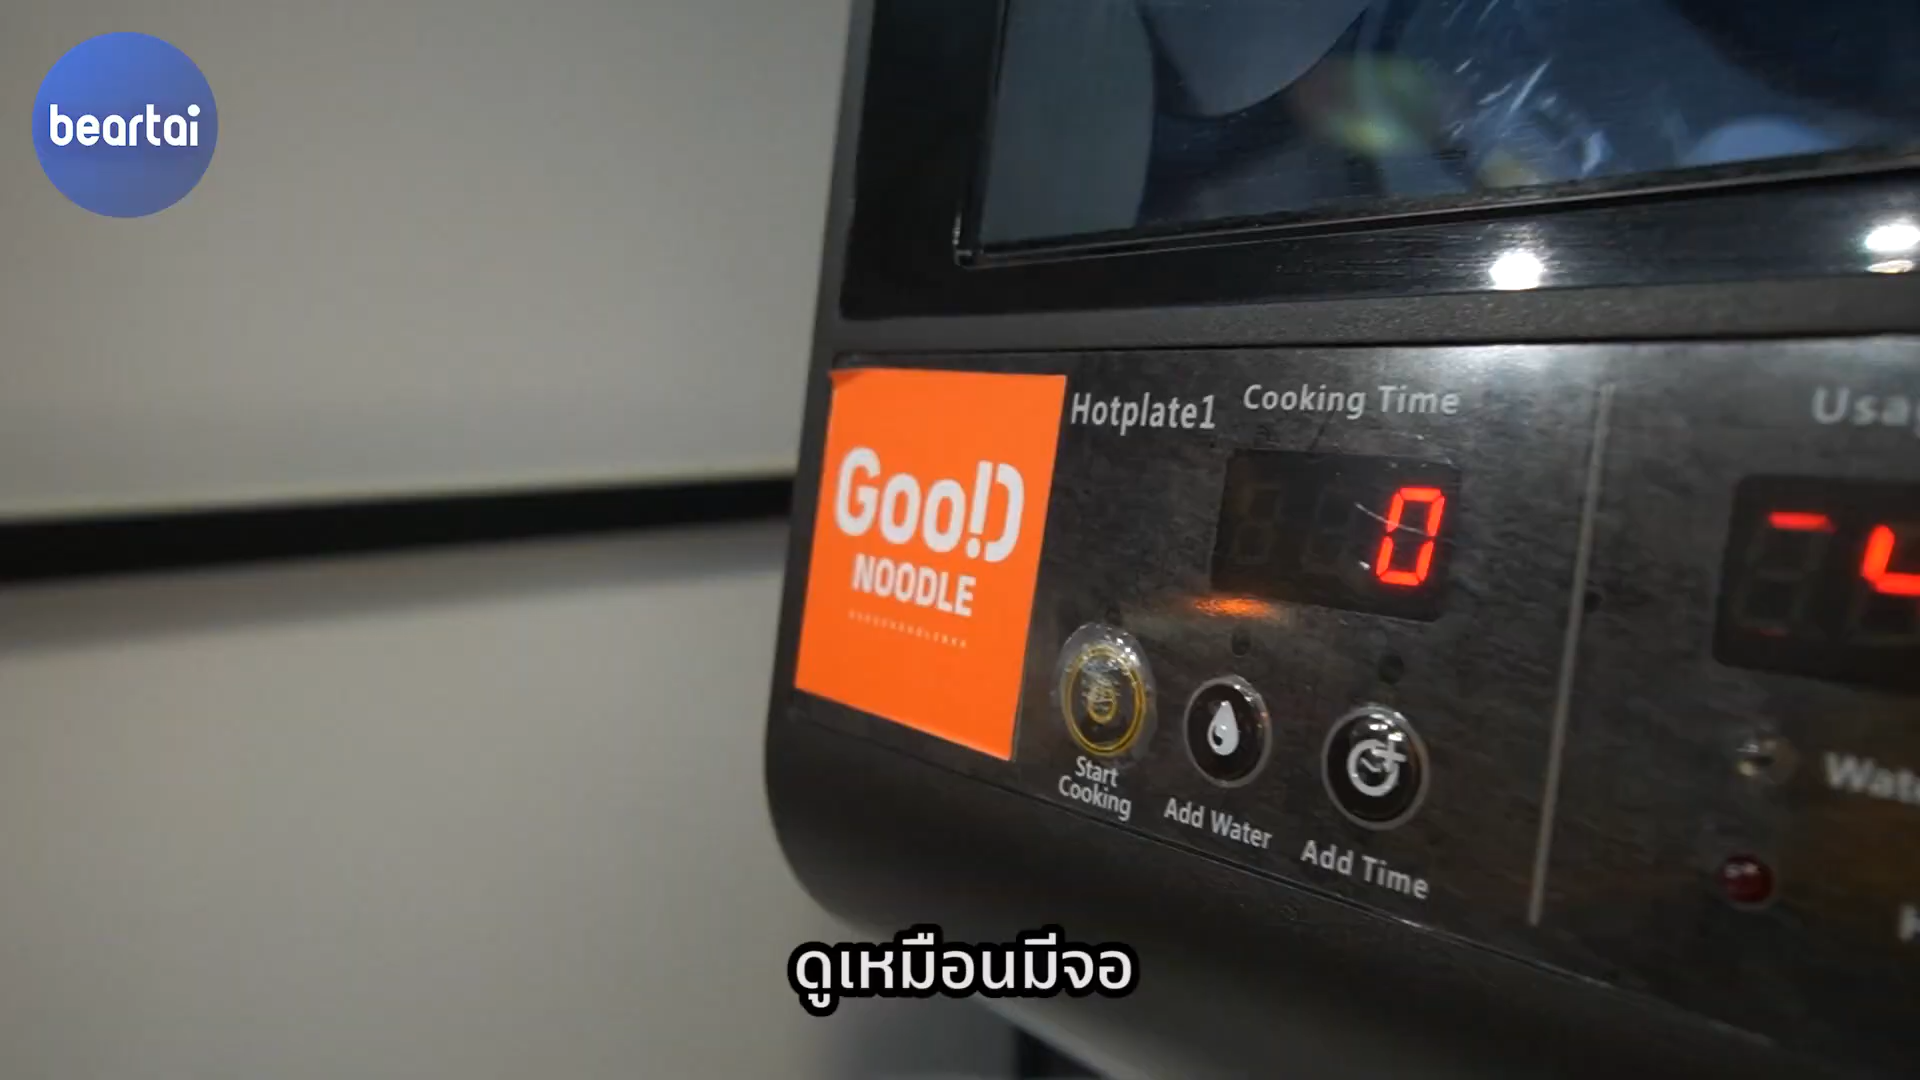 beartai
Hotplate1
Cooking Time
0
Goo!D
NOODLE
Start
Cooking
Add Water
Add Time
ดูเหมือนมีจอ